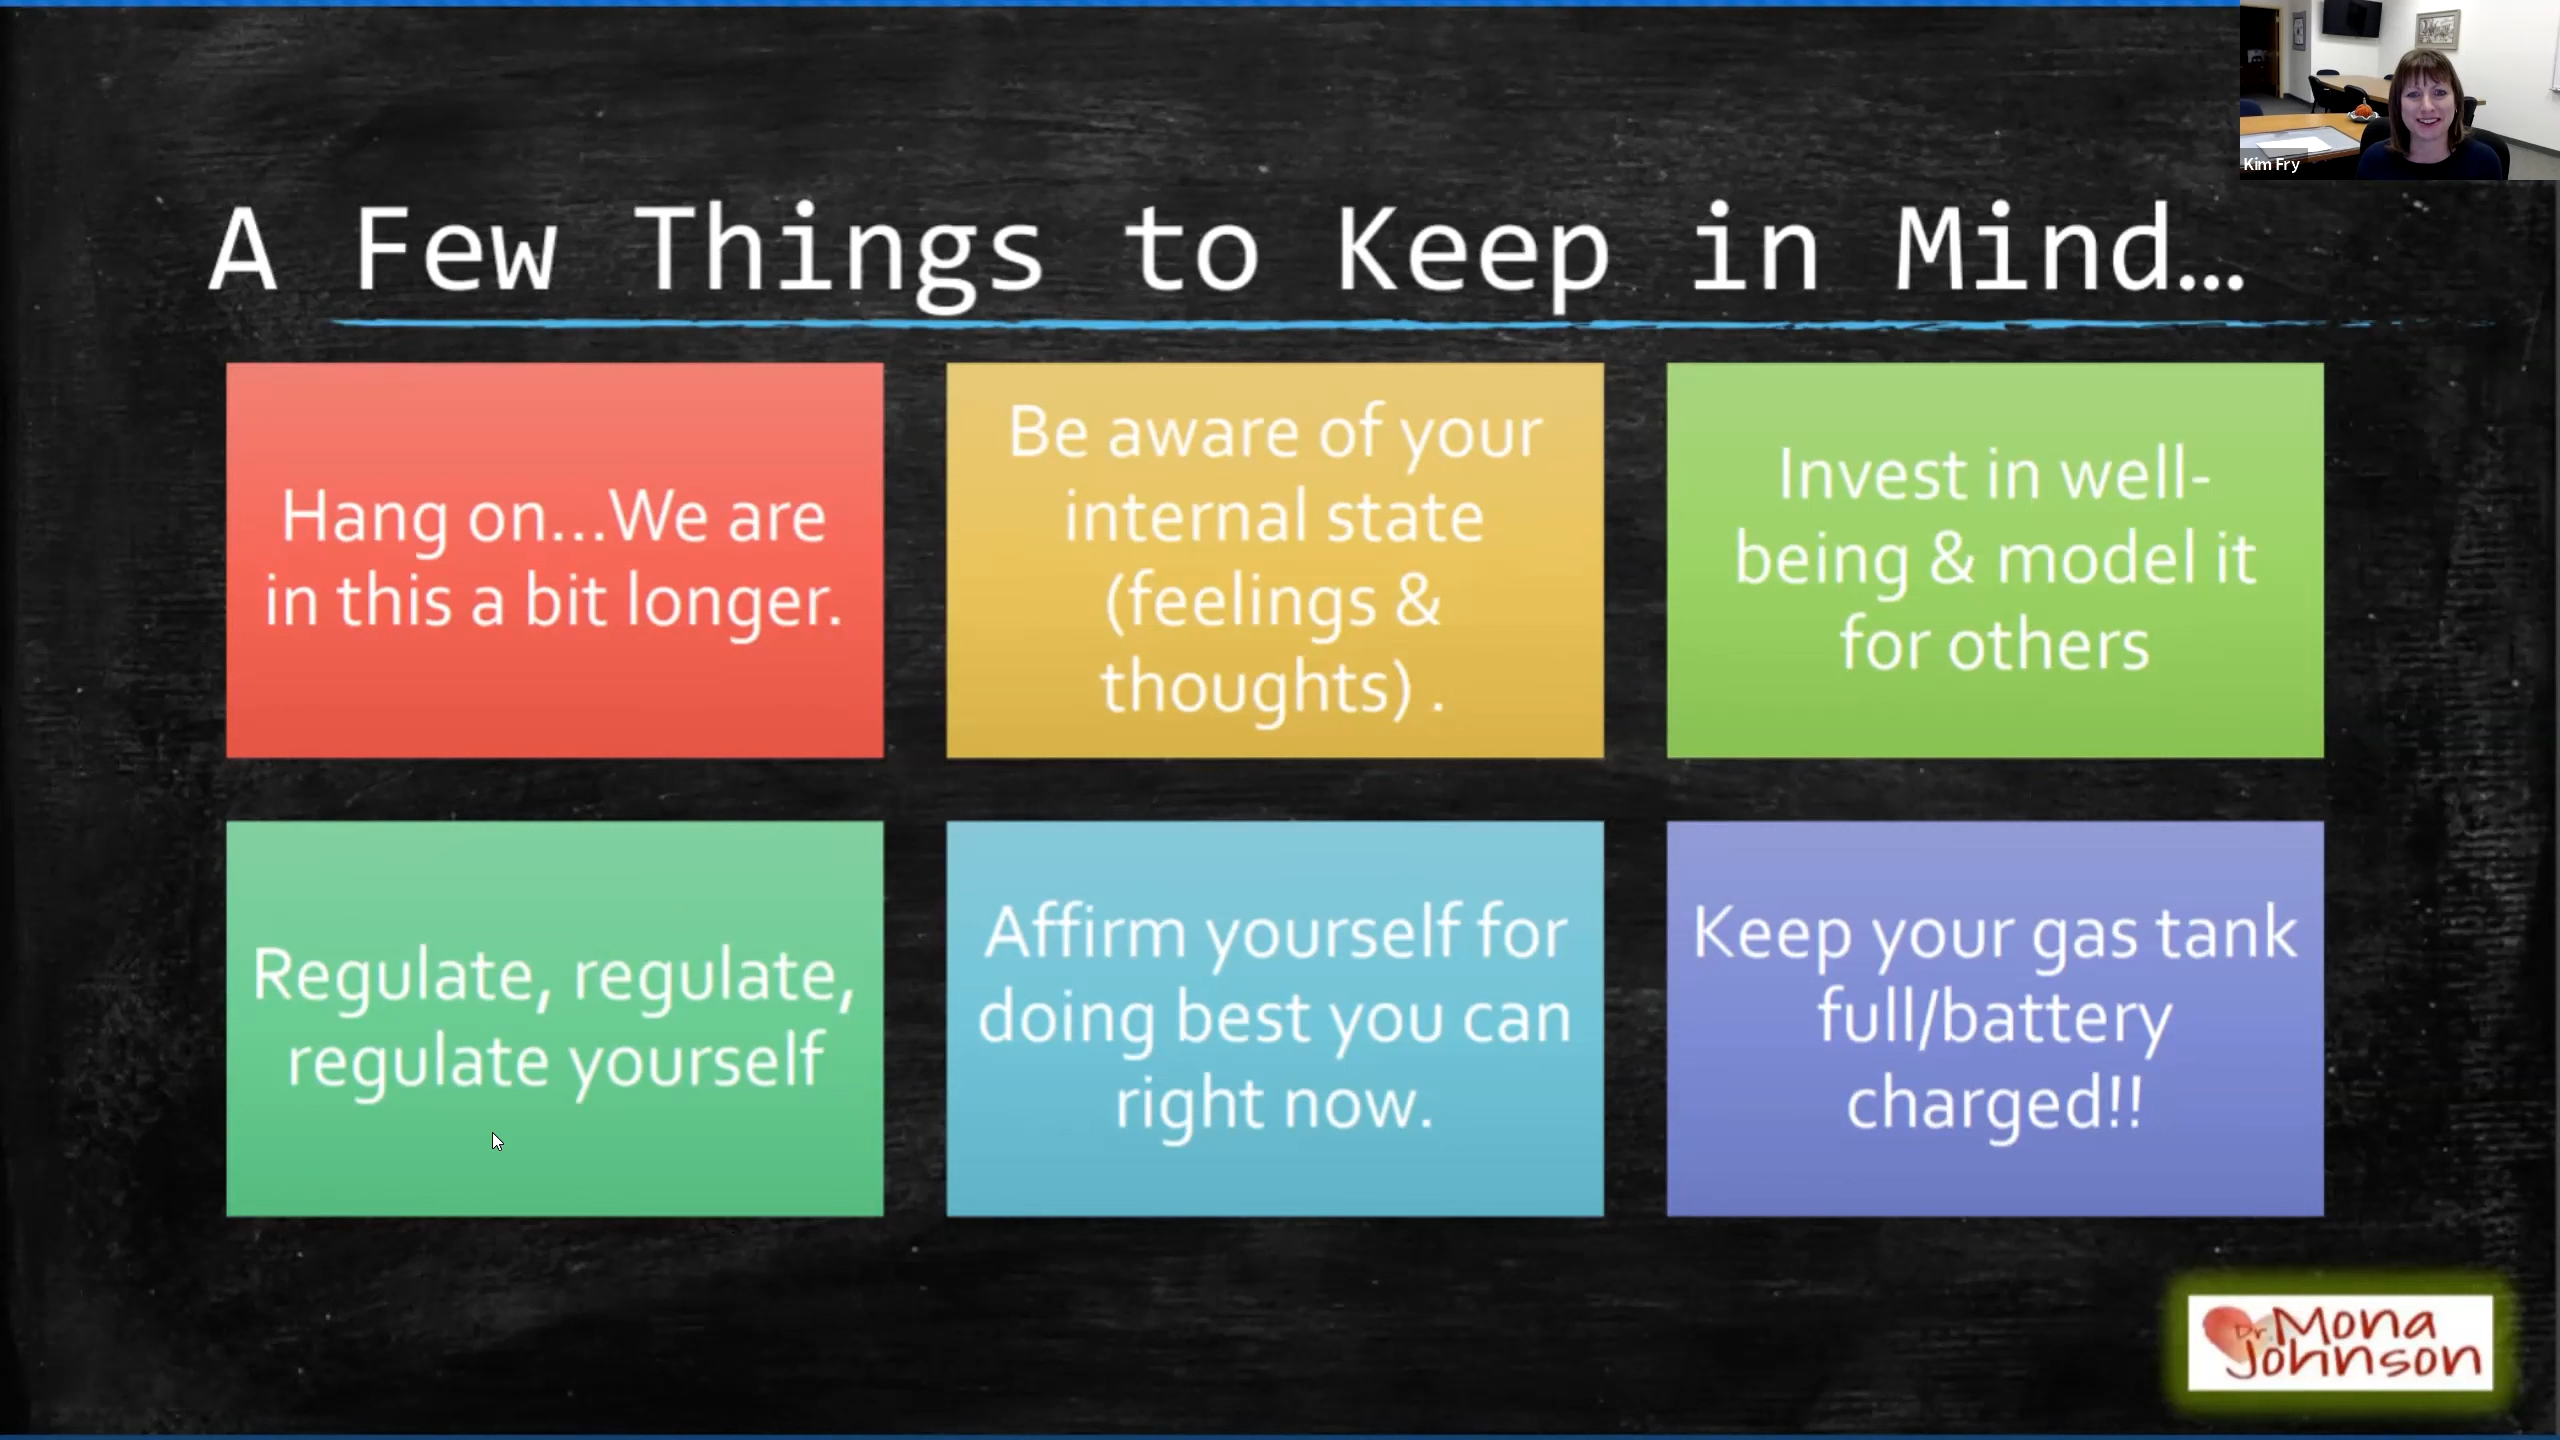 Kim Fry
A Few Things to Keep in Mind…
Hang on…We are
in this a bit longer.
Be aware of your
internal state
(feelings &
thoughts) .
Invest in well-
being & model it
for others
Regulate, regulate,
regulate yourself
Affirm yourself for
doing best you can
right now.
Keep your gas tank
full/battery
charged!!
Dr. Mona
Johnson